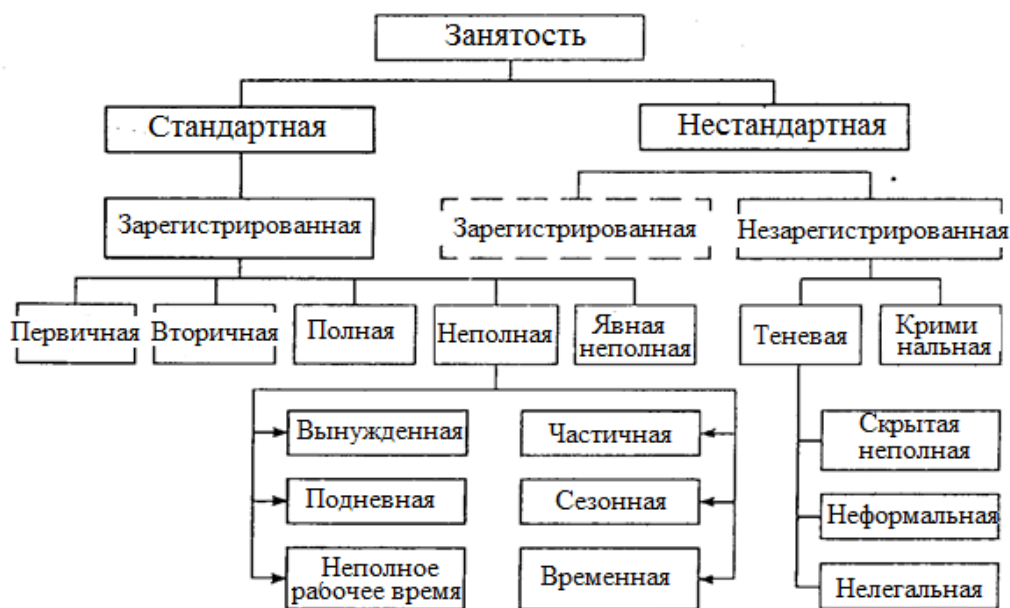 Занятость
Стандартная
Нестандартная
Зарегистрированная
Зарегистрированная
Незарегистрированная
Первичная
Вторичная
Полная
Неполная
Явная
неполная
Теневая
Крими
нальная
Вынужденная
Частичная
Скрытая
неполная
Подневная
Сезонная
Неформальная
Неполное
рабочее время
Временная
Нелегальная